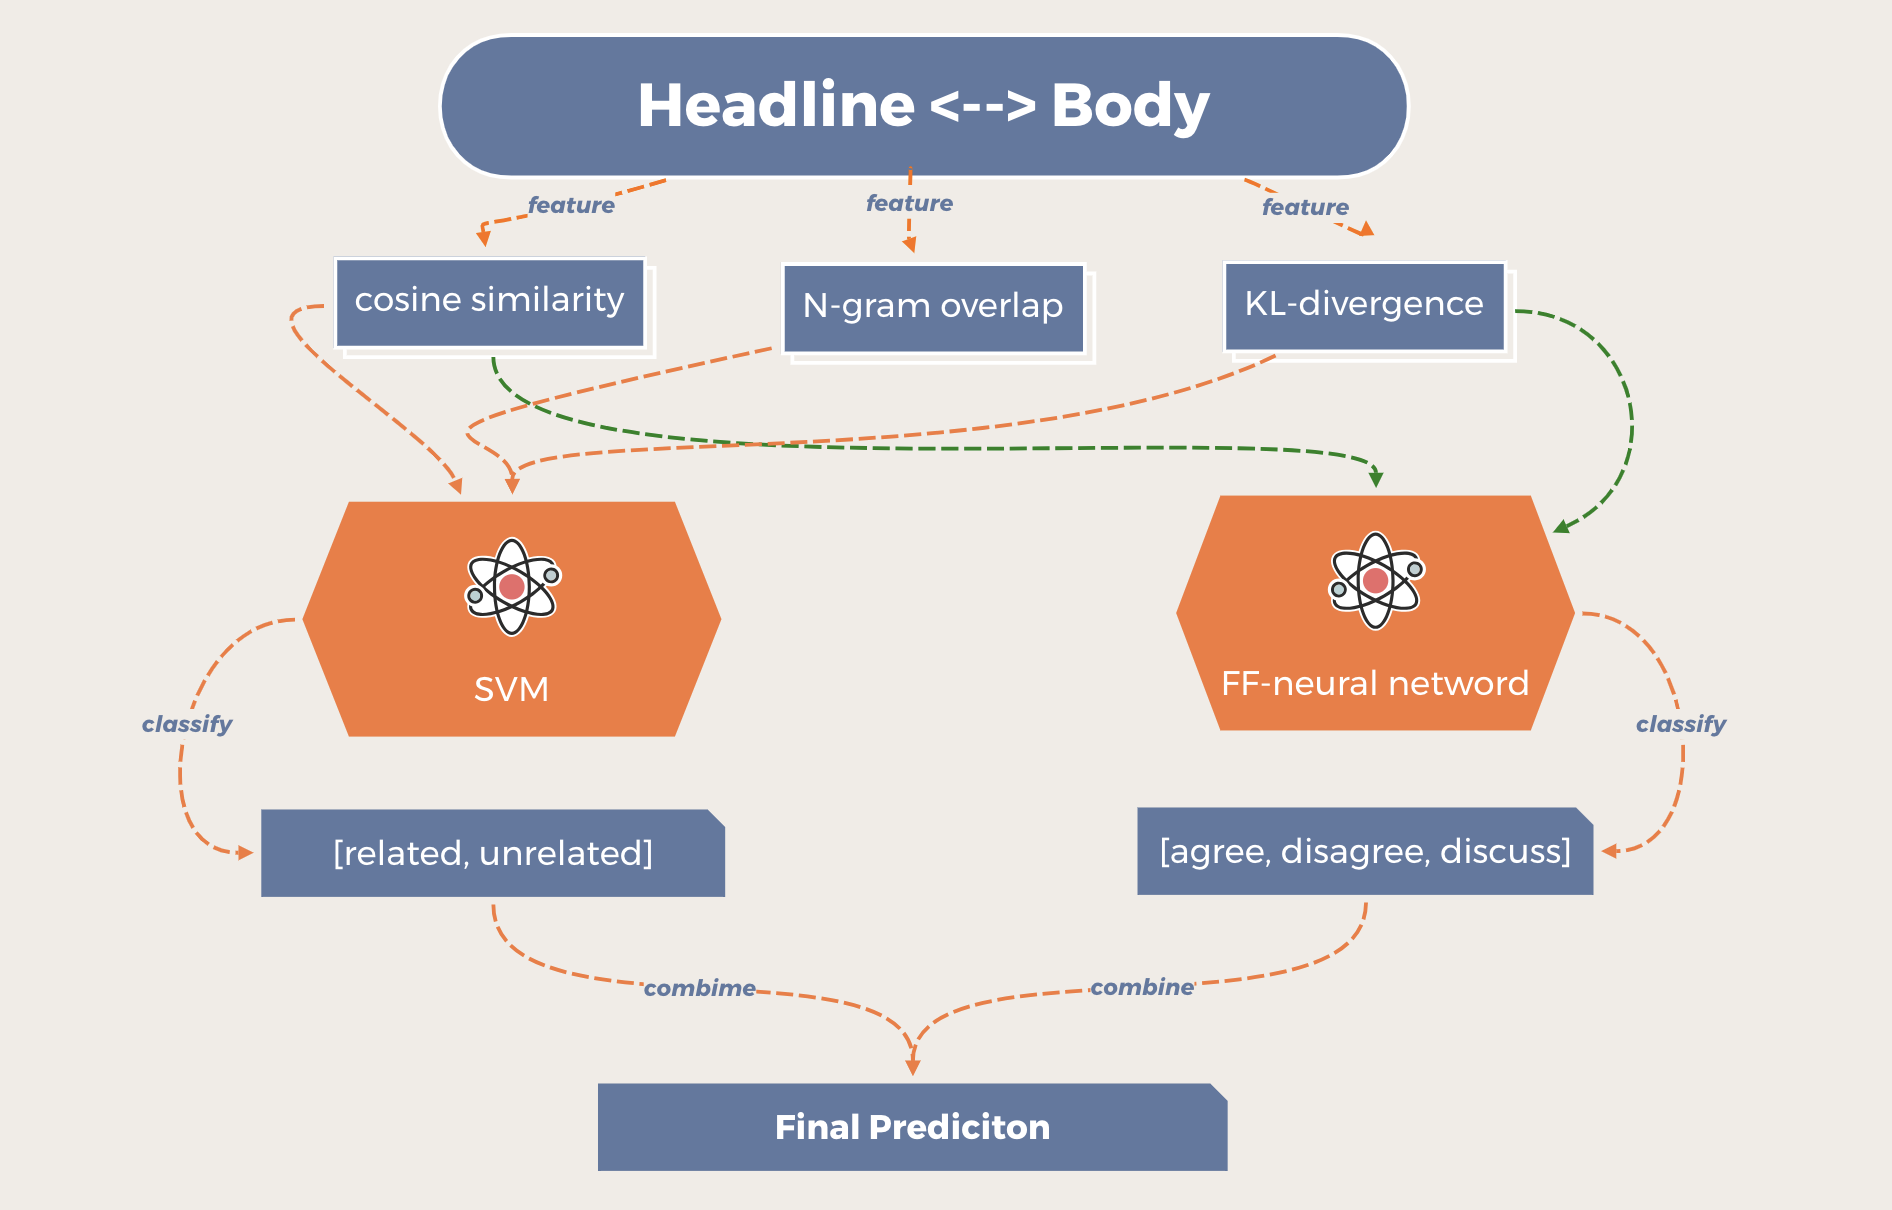 Headline <--> Body
feature
feature
feature
cosine similarity
N-gram overlap
KL-divergence
SVM
FF-neural netword
classify
classify
[related, unrelated]
[agree, disagree, discuss]
combime
combine
Final Prediciton